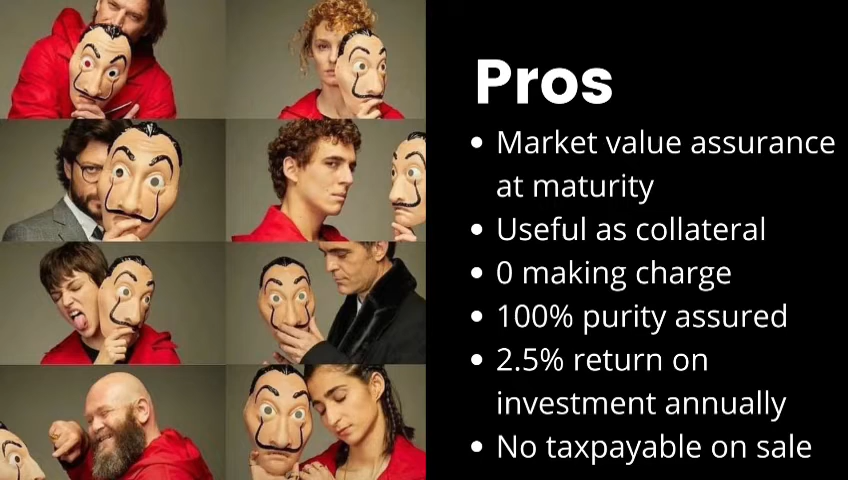 Pros
• Market value assurance
at maturity
• Useful as collateral
• 0 making charge
• 100% purity assured
• 2.5% return on
investment annually
• No taxpayable on sale